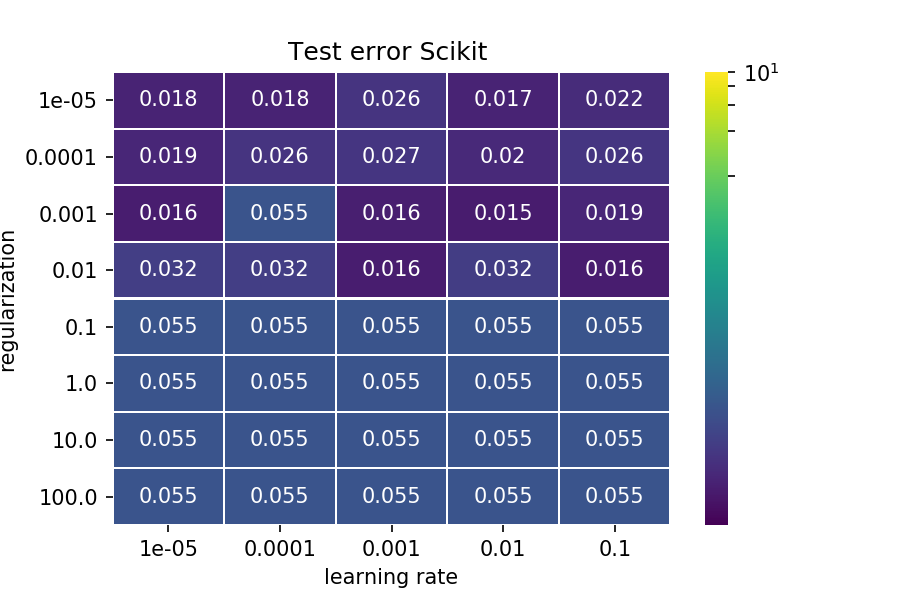 Test error Scikit
10¹
1e-05 0.018 0.018 0.026 0.017 0.022
0.0001 0.019 0.026 0.027 0.02 0.026
0.001 0.016 0.055 0.016 0.015 0.019
0.01 0.032 0.032 0.016 0.032 0.016
0.1 0.055 0.055 0.055 0.055 0.055
1.0 0.055 0.055 0.055 0.055 0.055
10.0 0.055 0.055 0.055 0.055 0.055
100.0 0.055 0.055 0.055 0.055 0.055
regularization
1e-05 0.0001 0.001 0.01 0.1
learning rate